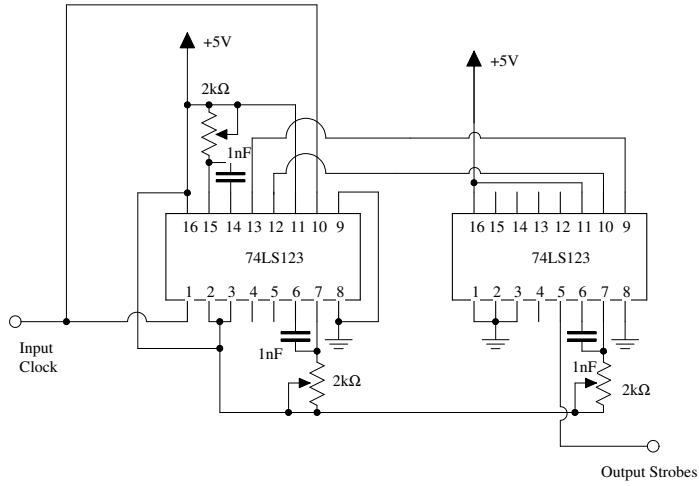 +5V
+5V
2kΩ
1nF
16 15 14 13 12 11 10 9
74LS123
1 2 3 4 5 6 7 8
16 15 14 13 12 11 10 9
74LS123
1 2 3 4 5 6 7 8
Input
Clock
1nF
2kΩ
1nF
2kΩ
Output Strobes